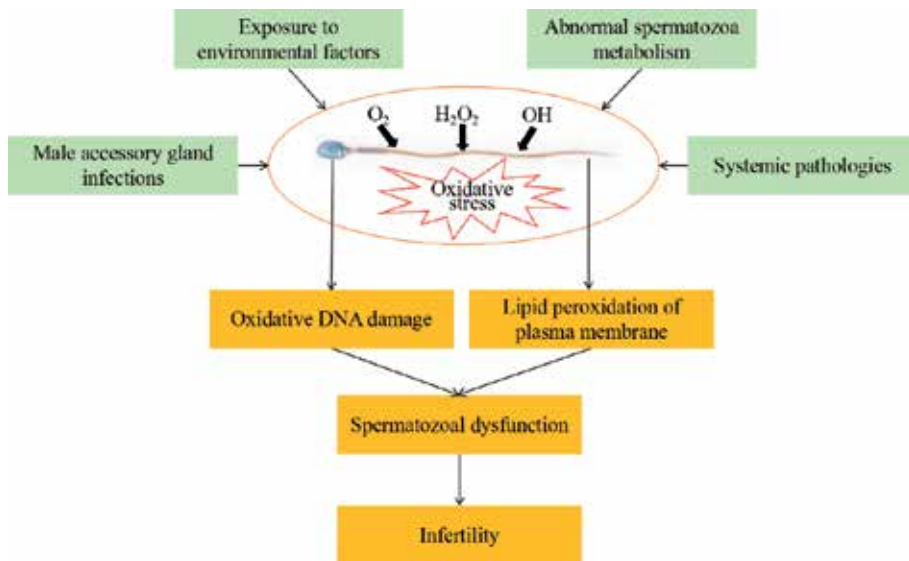 Exposure to
environmental factors
Abnormal spermatozoa
metabolism
O₂
H₂O₂
OH
Male accessory gland
infections
Systemic pathologies
Oxidative
stress
Oxidative DNA damage
Lipid peroxidation of
plasma membrane
Spermatozoal dysfunction
Infertility